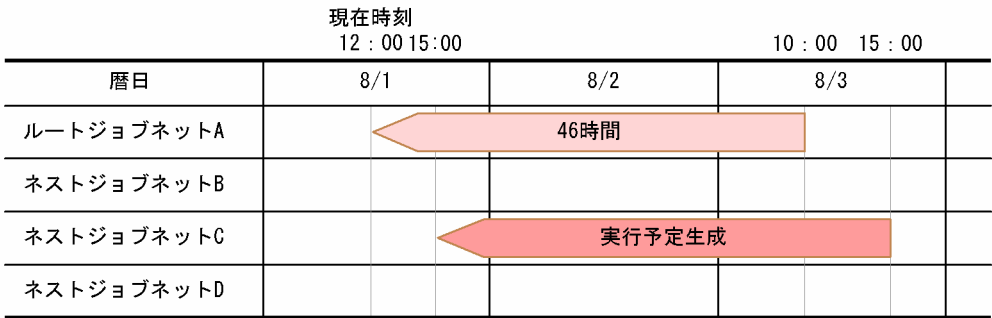 現在時刻
12：00 15:00 10：00 15：00
暦日 8/1 8/2 8/3
ルートジョブネットA 46時間
ネストジョブネットB
ネストジョブネットC 実行予定生成
ネストジョブネットD